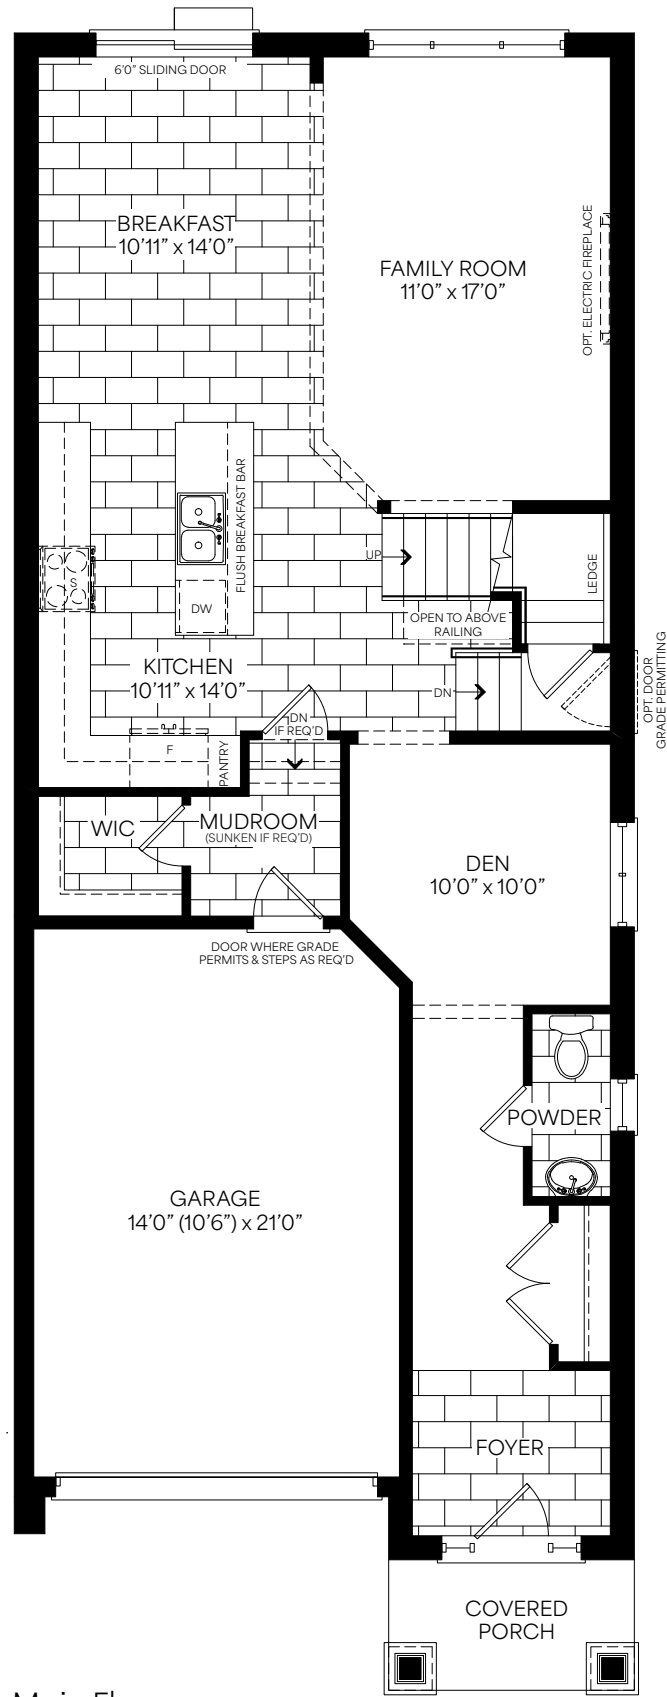 6'0" SLIDING DOOR
BREAKFAST
10'11" x 14'0"
FAMILY ROOM
11'0" x 17'0"
OPT. ELECTRIC FIREPLACE
FLUSH BREAKFAST BAR
S
DW
UP
LEDGE
OPEN TO ABOVE
RAILING
KITCHEN
10'11" x 14'0"
DN
OPT. DOOR
GRADE PERMITTING
DN
IF REQ'D
F
PANTRY
WIC
MUDROOM
(SUNKEN IF REQ'D)
DEN
10'0" x 10'0"
DOOR WHERE GRADE
PERMITS & STEPS AS REQ'D
POWDER
GARAGE
14'0" (10'6") x 21'0"
FOYER
COVERED
PORCH